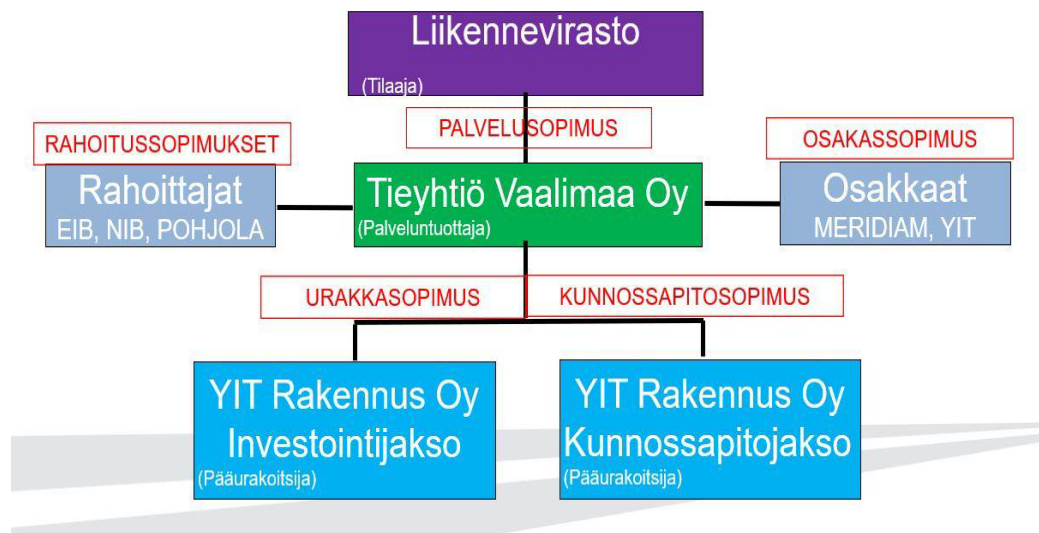 Liikennevirasto
(Tilaaja)
PALVELUSOPIMUS
RAHOITUSSOPIMUKSET
OSAKASSOPIMUS
Rahoittajat
EIB, NIB, POHJOLA
Tieyhtiö Vaalimaa Oy
(Palveluntuottaja)
Osakkaat
MERIDIAM, YIT
URAKKASOPIMUS
KUNNOSSAPITOSOPIMUS
YIT Rakennus Oy
Investointijakso
(Pääurakoitsija)
YIT Rakennus Oy
Kunnossapitojakso
(Pääurakoitsija)